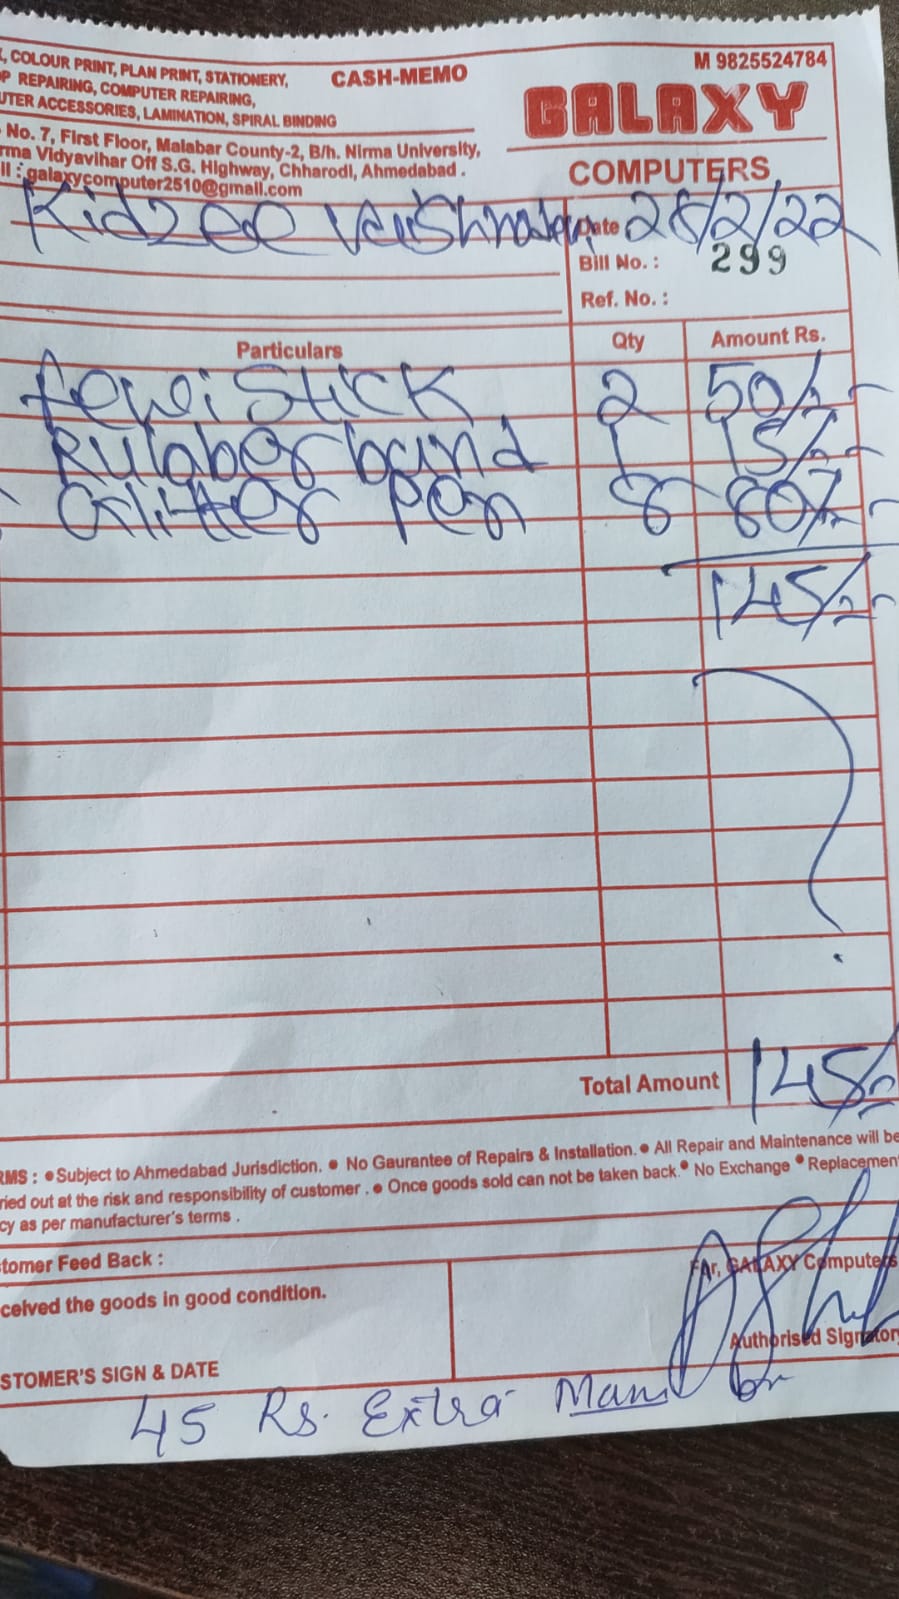 , COLOUR PRINT, PLAN PRINT, STATIONERY,
OP REPAIRING, COMPUTER REPAIRING,
UTER ACCESSORIES, LAMINATION, SPIRAL BINDING
CASH-MEMO
M 9825524784
GALAXY
COMPUTERS
No. 7, First Floor, Malabar County-2, B/h. Nirma University,
rma Vidyavihar Off S.G. Highway, Chharodi, Ahmedabad .
il : galaxycomputer2510@gmail.com
Kidzee
Date 28/2/22
Bill No. : 299
Ref. No. :
Particulars Qty Amount Rs.
fevi Stick 2 50/-
Rulaber band 1 15/-
Glitter Pen 8 80/-
145/-
Total Amount 145/-
RMS : ● Subject to Ahmedabad Jurisdiction. ● No Gaurantee of Repairs & Installation. ● All Repair and Maintenance will be
ried out at the risk and responsibility of customer . ● Once goods sold can not be taken back. ● No Exchange ● Replacement
cy as per manufacturer's terms .
stomer Feed Back :
ceived the goods in good condition.
STOMER'S SIGN & DATE
For, GALAXY Computers
Authorised Signatory
45 Rs. Extra